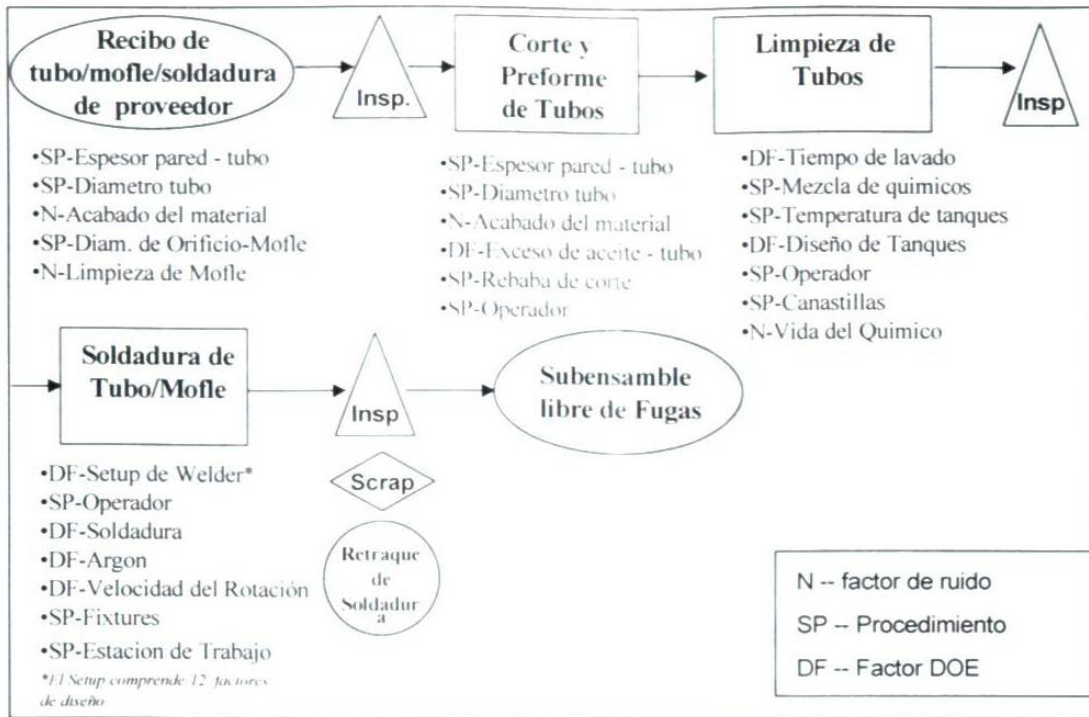 Recibo de
tubo/mofle/soldadura
de proveedor
Insp.
Corte y
Preforme
de Tubos
Limpieza de
Tubos
Insp
•SP-Espesor pared - tubo
•SP-Diametro tubo
•N-Acabado del material
•SP-Diam. de Orificio-Mofle
•N-Limpieza de Mofle
•SP-Espesor pared - tubo
•SP-Diametro tubo
•N-Acabado del material
•DF-Exceso de aceite - tubo
•SP-Rebaba de corte
•SP-Operador
•DF-Tiempo de lavado
•SP-Mezcla de quimicos
•SP-Temperatura de tanques
•DF-Diseño de Tanques
•SP-Operador
•SP-Canastillas
•N-Vida del Quimico
Soldadura de
Tubo/Mofle
Insp
Subensamble
libre de Fugas
•DF-Setup de Welder*
•SP-Operador
•DF-Soldadura
•DF-Argon
•DF-Velocidad del Rotación
•SP-Fixtures
•SP-Estacion de Trabajo
*El Setup comprende 12 factores
de diseño
Scrap
Retraque
de
Soldadur
a
N -- factor de ruido
SP -- Procedimiento
DF -- Factor DOE